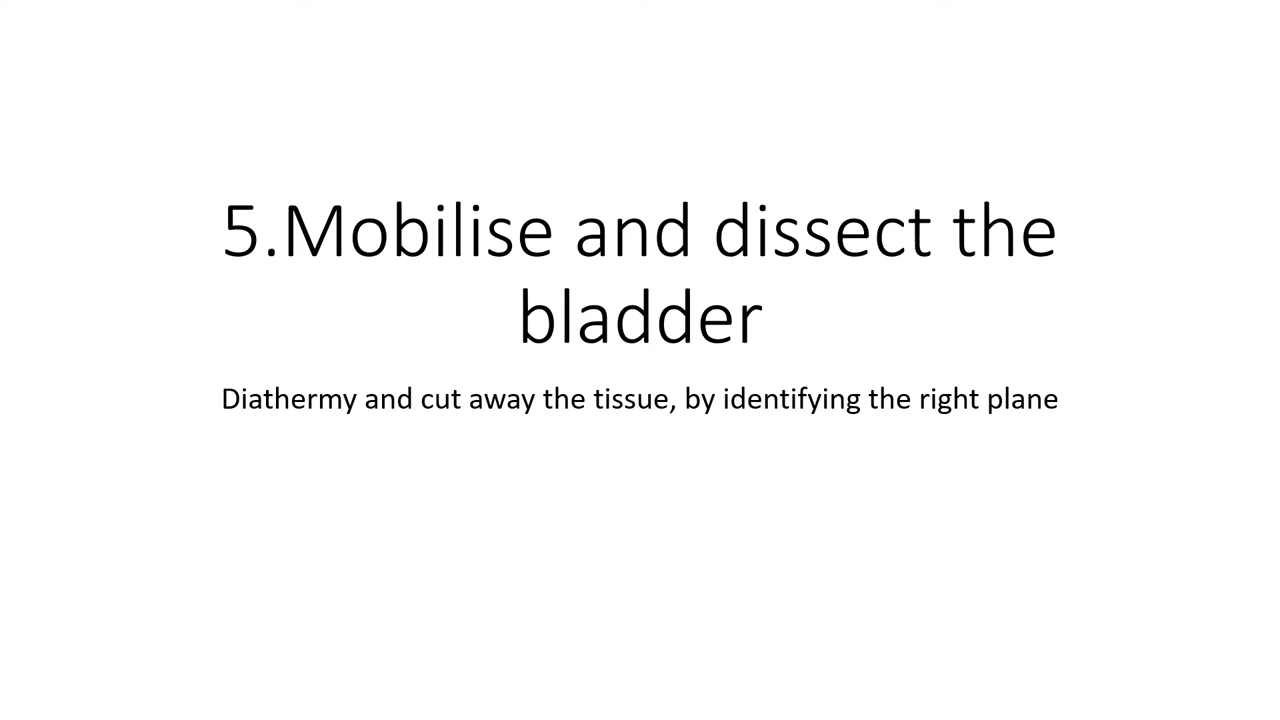 5.Mobilise and dissect the
bladder
Diathermy and cut away the tissue, by identifying the right plane